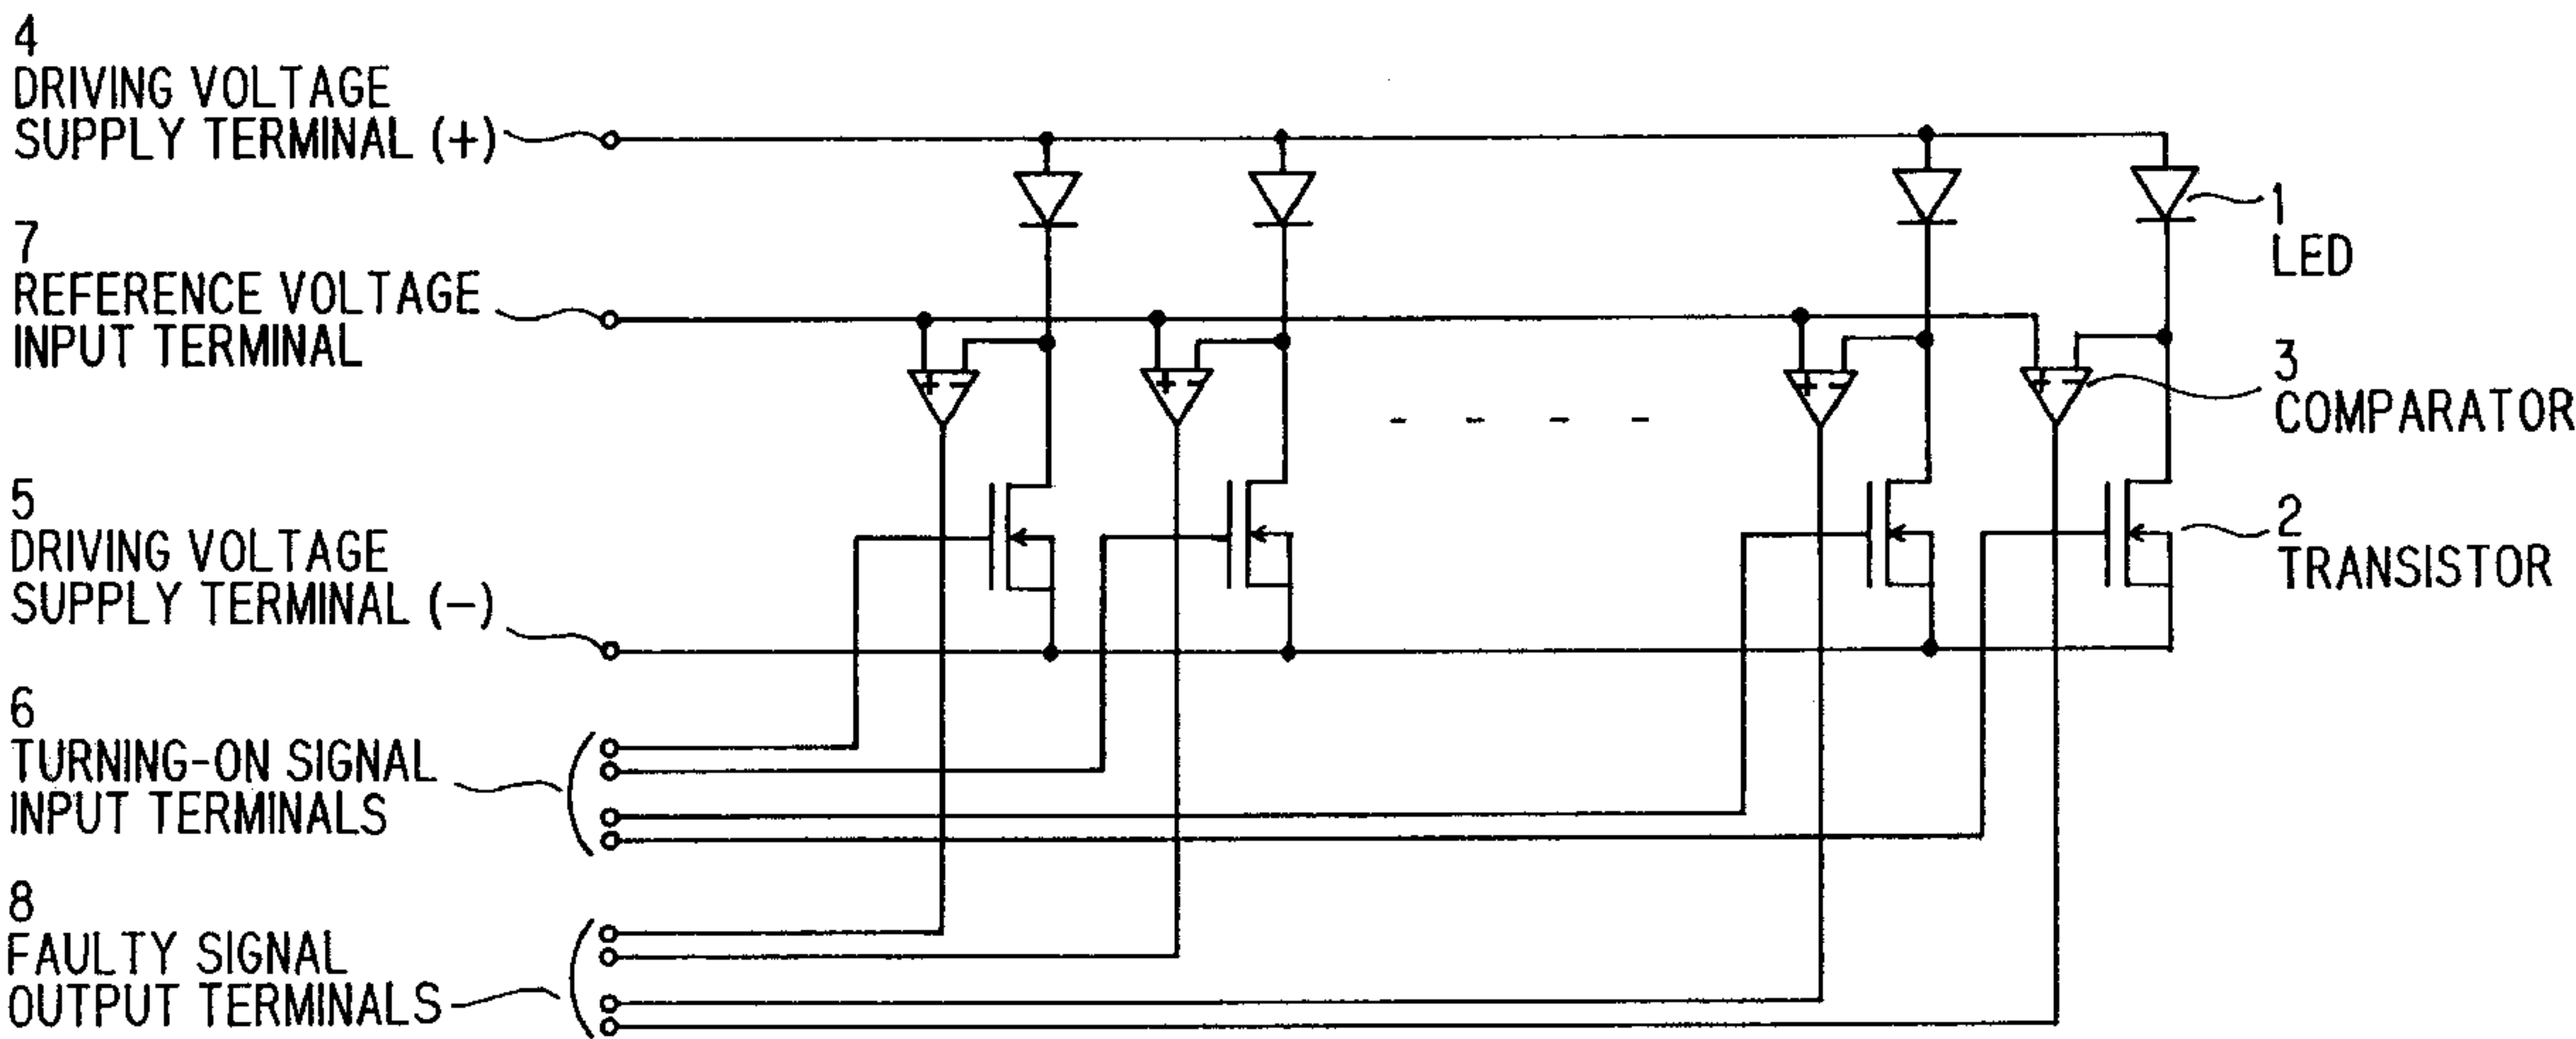 4
DRIVING VOLTAGE
SUPPLY TERMINAL (+)
7
REFERENCE VOLTAGE
INPUT TERMINAL
5
DRIVING VOLTAGE
SUPPLY TERMINAL (-)
6
TURNING-ON SIGNAL
INPUT TERMINALS
8
FAULTY SIGNAL
OUTPUT TERMINALS
1
LED
+ -
+ -
+ -
+ -
3
COMPARATOR
2
TRANSISTOR